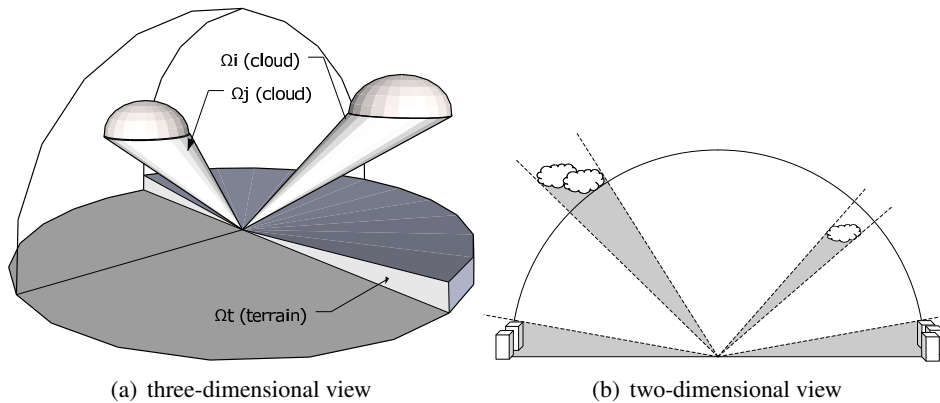 Ωi (cloud)
Ωj (cloud)
Ωt (terrain)
(a) three-dimensional view
(b) two-dimensional view